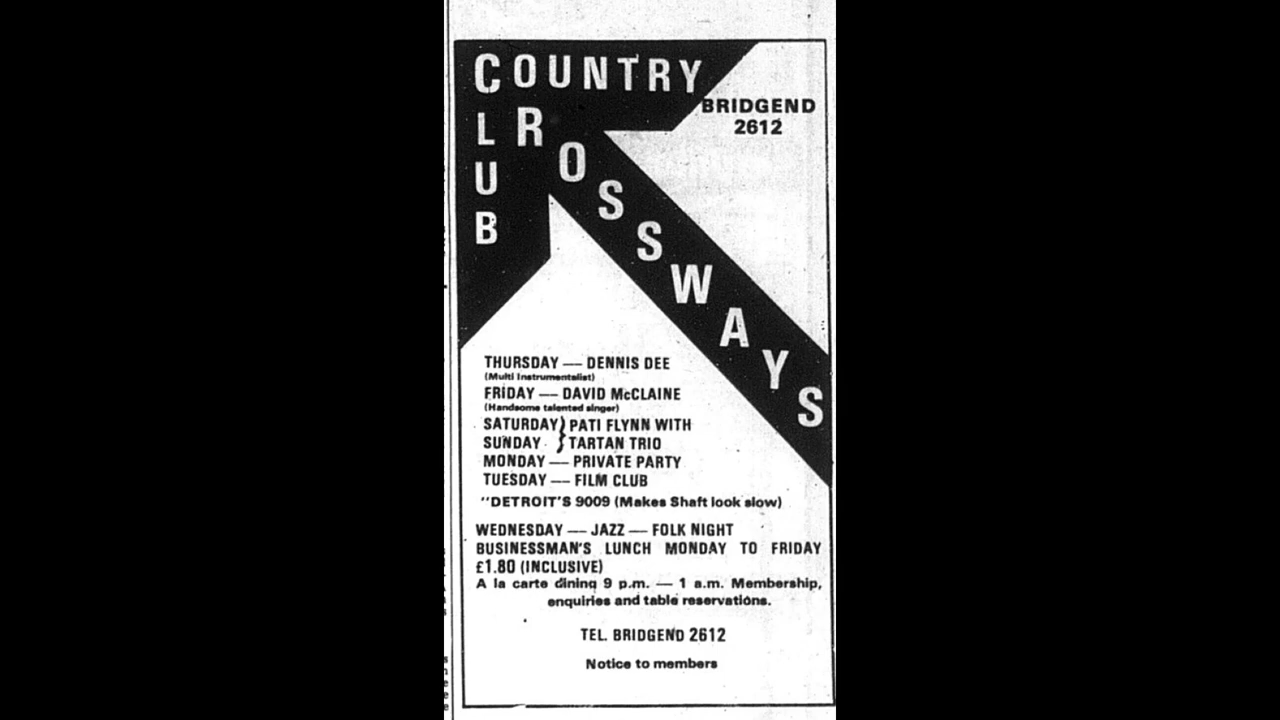 COUNTRY
CLUB
CROSSWAYS
BRIDGEND
2612
THURSDAY — DENNIS DEE
(Multi Instrumentalist)
FRIDAY — DAVID McCLAINE
(Handsome talented singer)
SATURDAY } PATI FLYNN WITH
SUNDAY } TARTAN TRIO
MONDAY — PRIVATE PARTY
TUESDAY — FILM CLUB
"DETROIT'S 9009 (Makes Shaft look slow)
WEDNESDAY — JAZZ — FOLK NIGHT
BUSINESSMAN'S LUNCH MONDAY TO FRIDAY
£1.80 (INCLUSIVE)
A la carte dining 9 p.m. — 1 a.m. Membership,
enquiries and table reservations.
TEL. BRIDGEND 2612
Notice to members